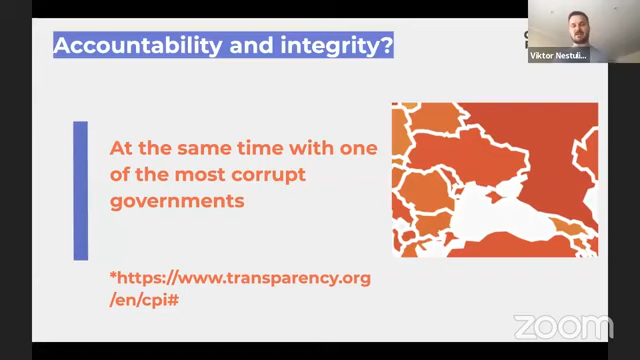 Accountability and integrity?
Viktor Nestuli...
At the same time with one
of the most corrupt
governments
*https://www.transparency.org
/en/cpi#
zoom